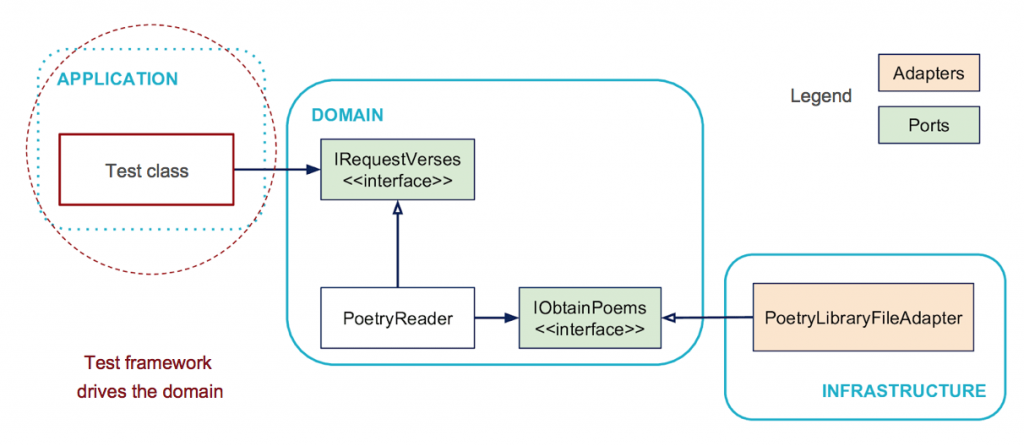 APPLICATION
Test class
DOMAIN
IRequestVerses
<<interface>>
PoetryReader
IObtainPoems
<<interface>>
PoetryLibraryFileAdapter
INFRASTRUCTURE
Legend
Adapters
Ports
Test framework
drives the domain